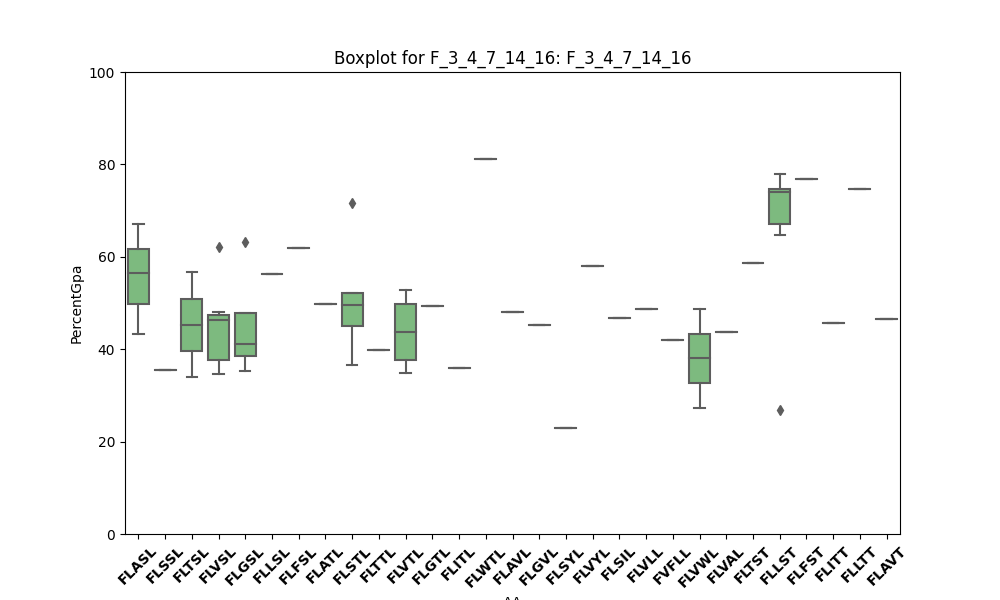 Boxplot for F_3_4_7_14_16: F_3_4_7_14_16
100
80
60
40
20
0
PercentGpa
FLASL
FLSSL
FLTSL
FLVSL
FLGSL
FLLSL
FLFSL
FLATL
FLSTL
FLTTL
FLVTL
FLGTL
FLITL
FLWTL
FLAVL
FLGVL
FLSYL
FLVYL
FLSIL
FLVLL
FVFLL
FLVWL
FLVAL
FLTST
FLLST
FLFST
FLITT
FLLTT
FLAVT
AA